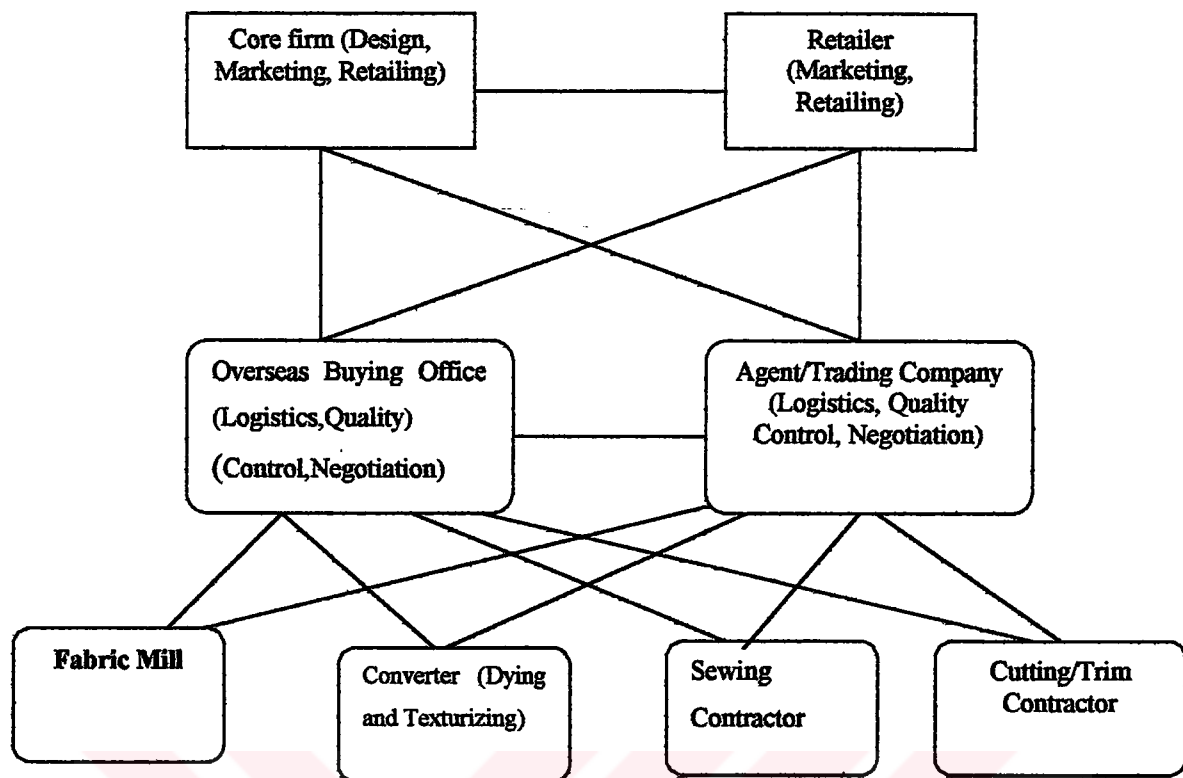 Core firm (Design,
Marketing, Retailing)
Retailer
(Marketing,
Retailing)
Overseas Buying Office
(Logistics,Quality)
(Control,Negotiation)
Agent/Trading Company
(Logistics, Quality
Control, Negotiation)
Fabric Mill
Converter (Dying
and Texturizing)
Sewing
Contractor
Cutting/Trim
Contractor